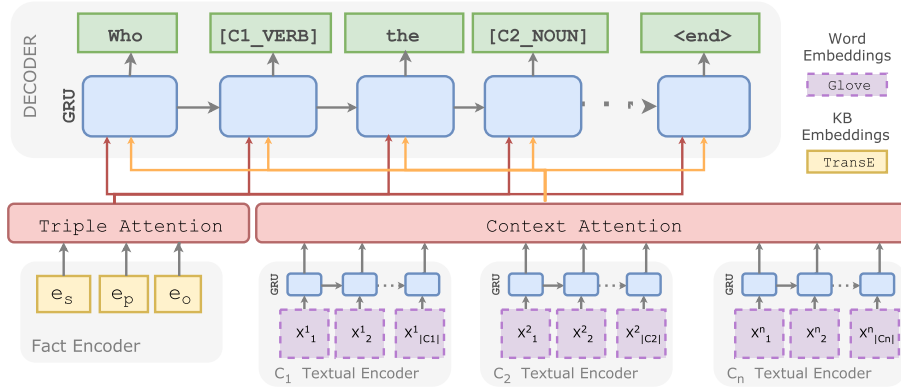 Who [C1_VERB] the [C2_NOUN] <end>
DECODER
GRU
Word
Embeddings
Glove
KB
Embeddings
TransE
Triple Attention
Context Attention
e_s e_p e_o
Fact Encoder
GRU
X^1_1 X^1_2 X^1_|C1|
C_1 Textual Encoder
GRU
X^2_1 X^2_2 X^2_|C2|
C_2 Textual Encoder
GRU
X^n_1 X^n_2 X^n_|Cn|
C_n Textual Encoder